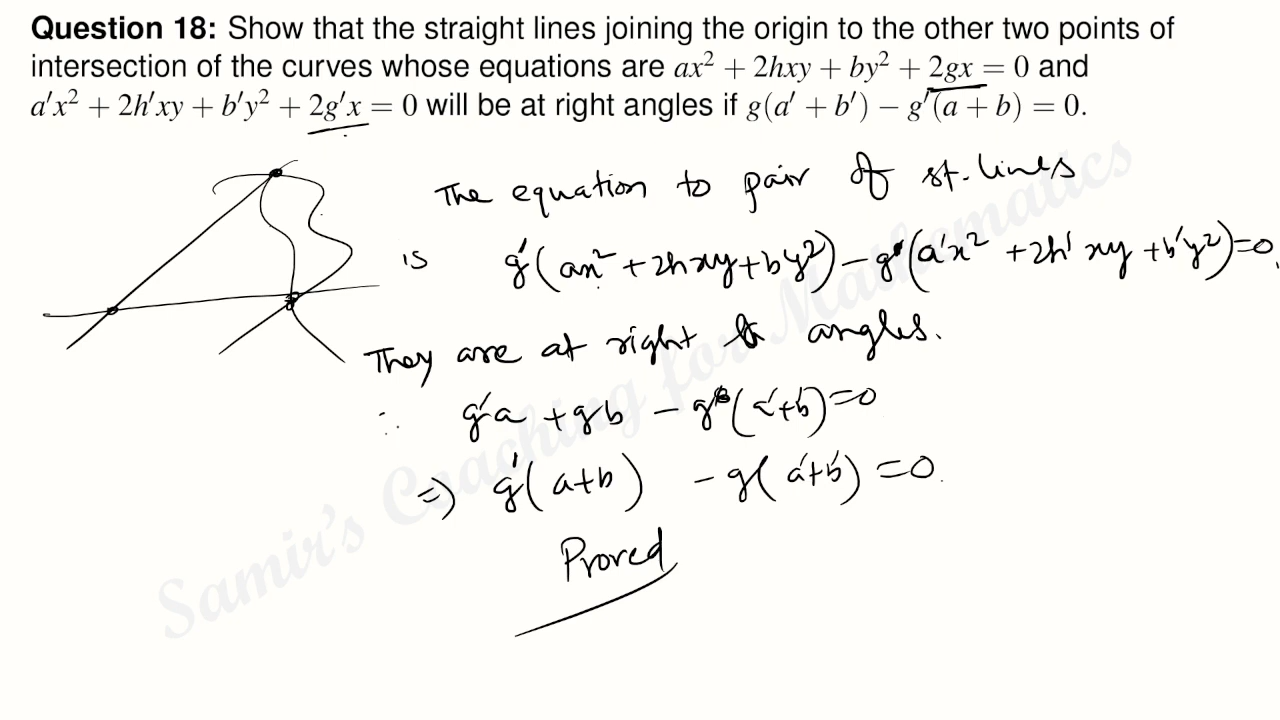 Question 18: Show that the straight lines joining the origin to the other two points of
intersection of the curves whose equations are ax² + 2hxy + by² + 2gx = 0 and
a′x² + 2h′xy + b′y² + 2g′x = 0 will be at right angles if g(a′ + b′) − g′(a + b) = 0.
The equation to pair of st. lines
is g′(ax² + 2hxy + by²) − g(a′x² + 2h′xy + b′y²) = 0.
They are at right angles.
∴ g′a + gb − g(a′+b′) = 0
⇒ g′(a+b) − g(a′+b′) = 0.
Proved
Samir's Coaching for Mathematics